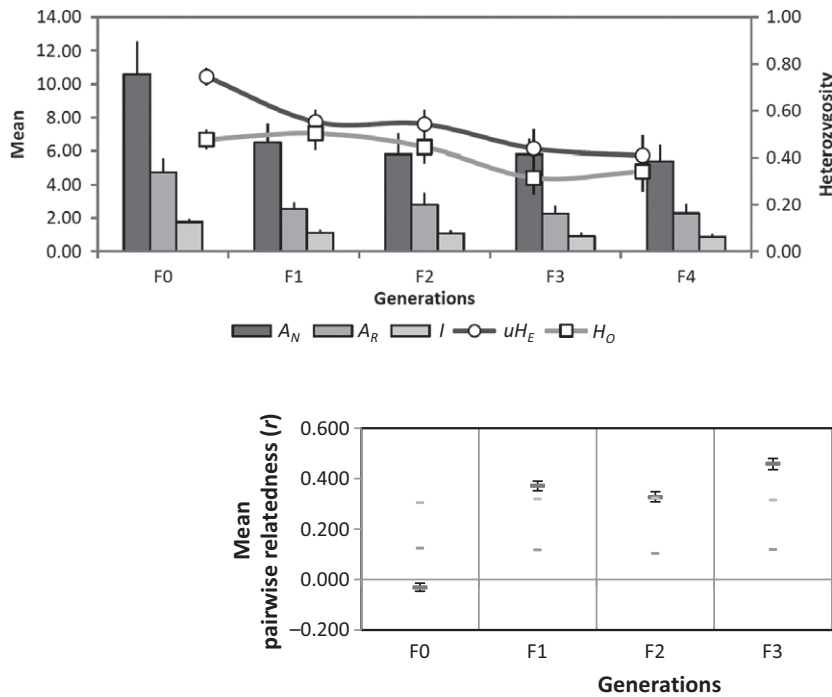 14.00
12.00
10.00
8.00
6.00
4.00
2.00
0.00
Mean
1.00
0.80
0.60
0.40
0.20
0.00
Heterozygosity
F0 F1 F2 F3 F4
Generations
A_N A_R I uH_E H_O
0.600
0.400
0.200
0.000
−0.200
Mean
pairwise relatedness (r)
F0 F1 F2 F3
Generations